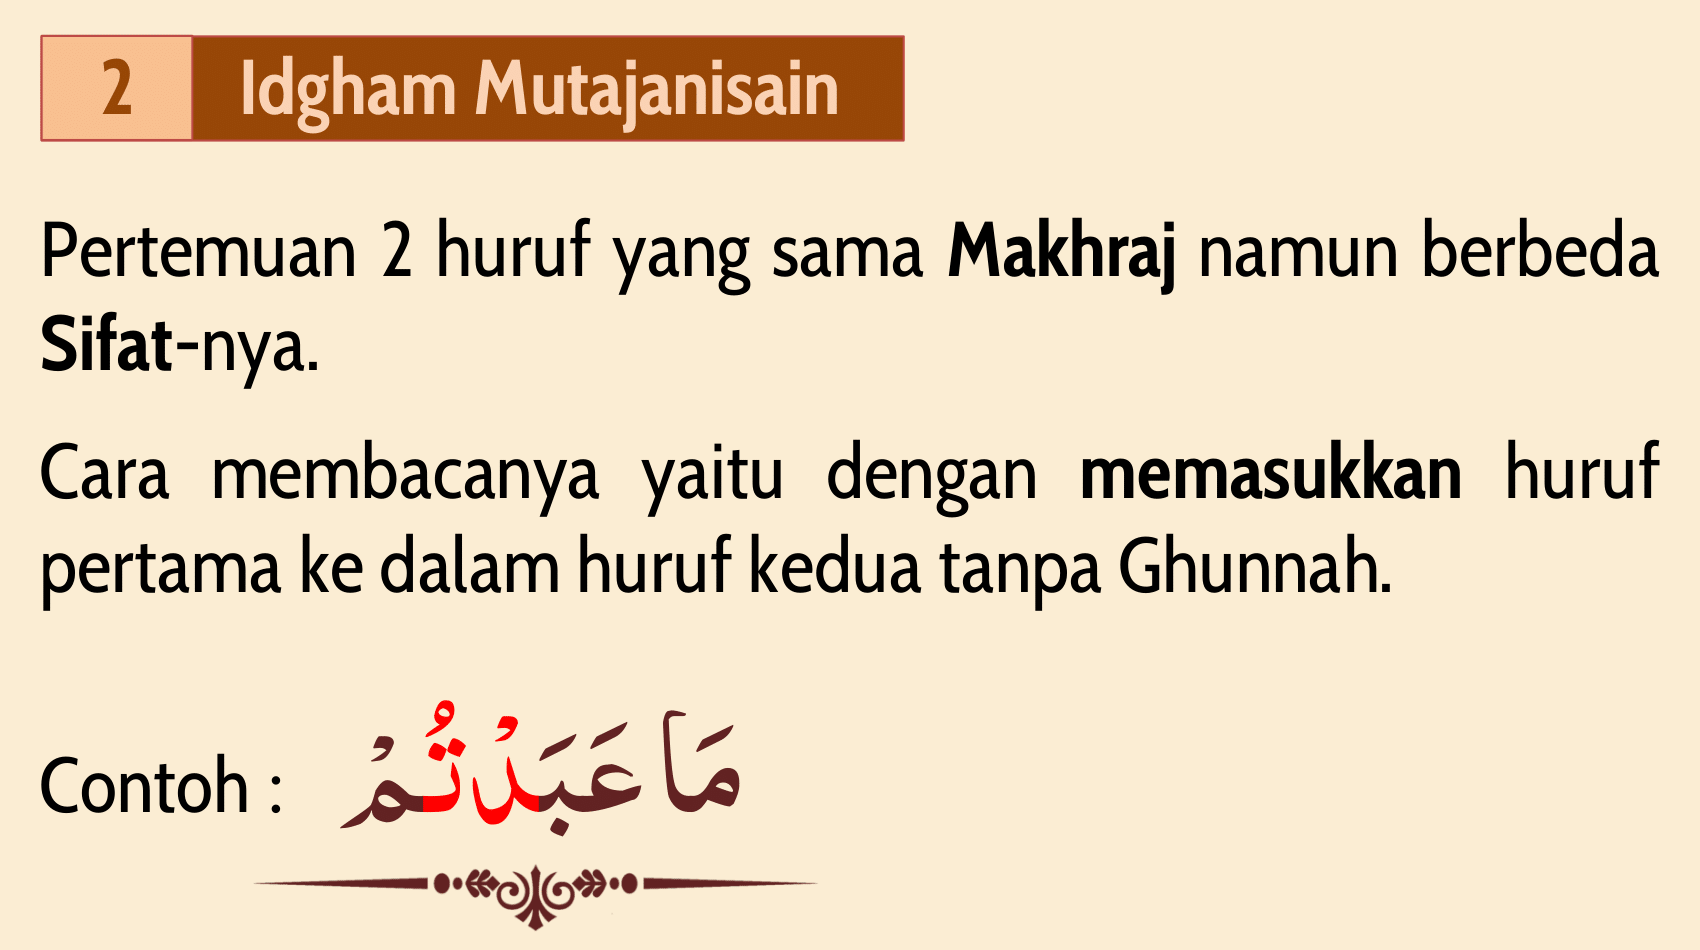 2 Idgham Mutajanisain
Pertemuan 2 huruf yang sama Makhraj namun berbeda
Sifat-nya.
Cara membacanya yaitu dengan memasukkan huruf
pertama ke dalam huruf kedua tanpa Ghunnah.
Contoh : مَا عَبَدْتُمْ